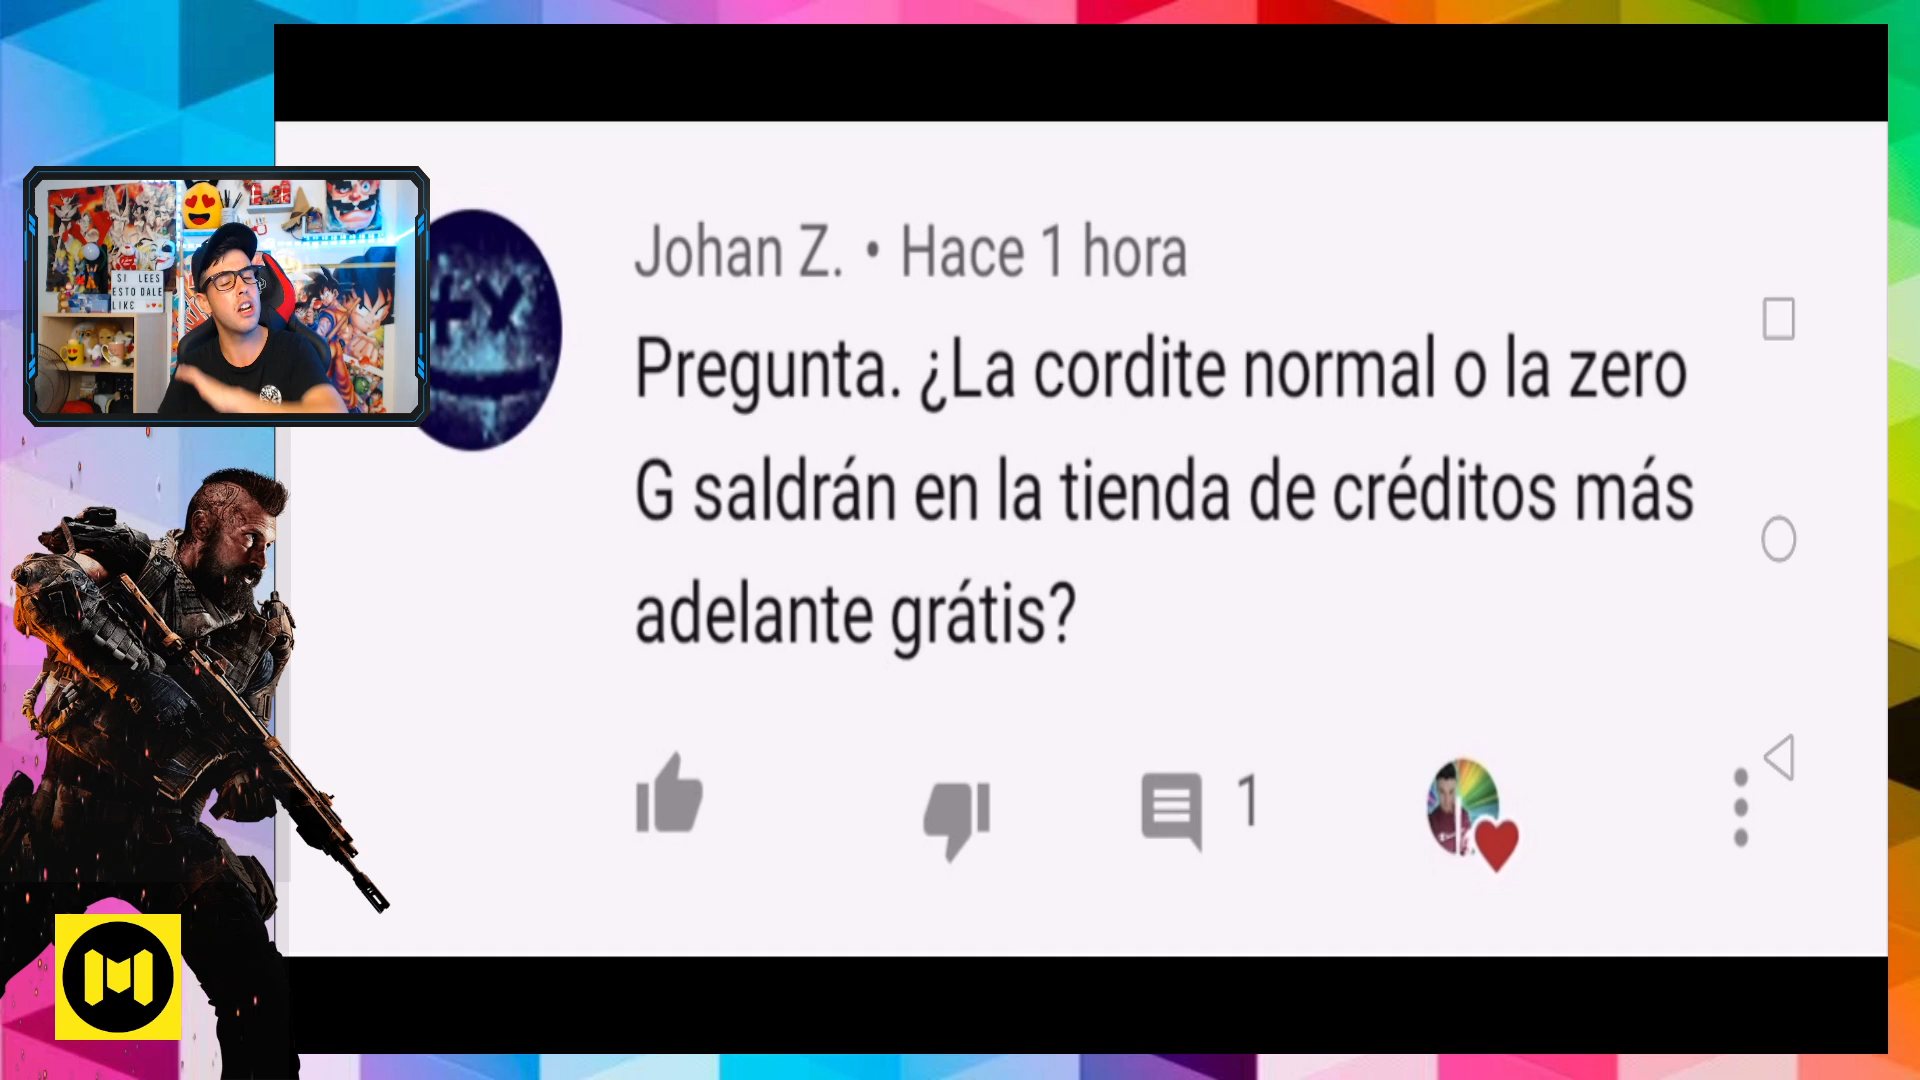 SI LEES
ESTO DALE
LIKE
Johan Z. • Hace 1 hora
Pregunta. ¿La cordite normal o la zero
G saldrán en la tienda de créditos más
adelante grátis?
1